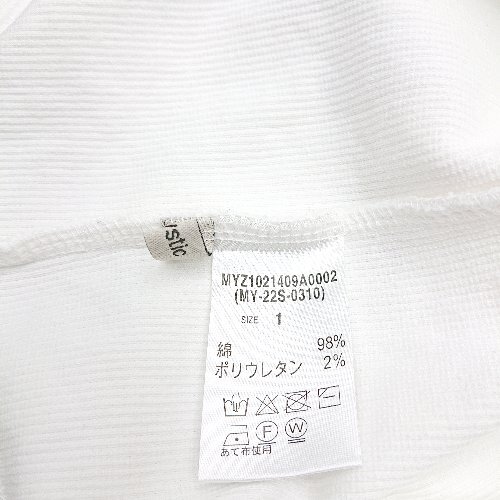 ustic
MYZ1021409A0002
(MY-22S-0310)
SIZE 1
綿 98%
ポリウレタン 2%
F W
あて布使用